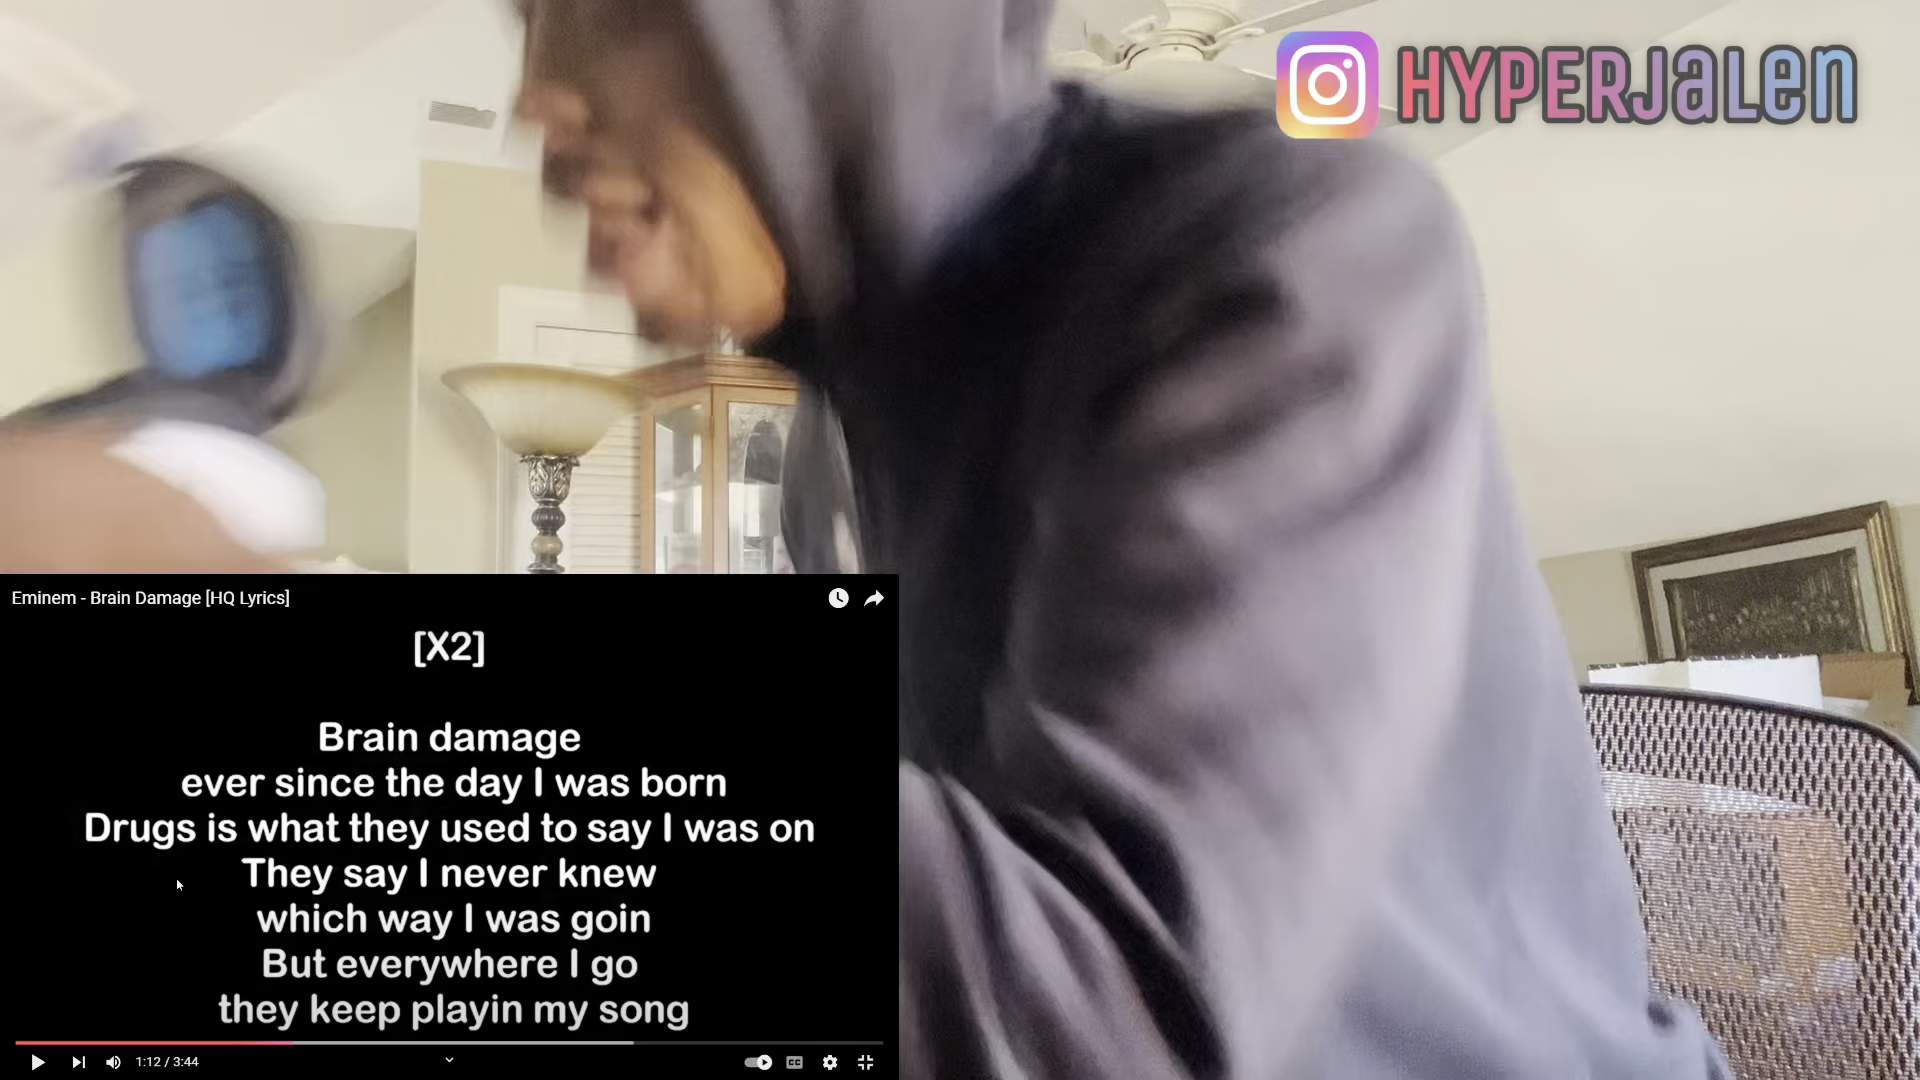 HYPERJaLen
Eminem - Brain Damage [HQ Lyrics]
[X2]
Brain damage
ever since the day I was born
Drugs is what they used to say I was on
They say I never knew
which way I was goin
But everywhere I go
they keep playin my song
1:12 / 3:44
CC